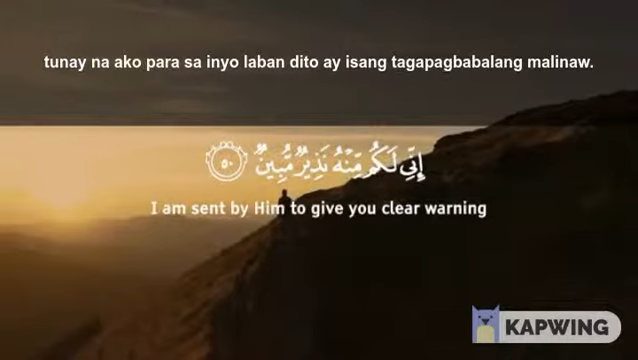 tunay na ako para sa inyo laban dito ay isang tagapagbabalang malinaw.
إِنِّي لَكُم مِّنْهُ نَذِيرٌ مُّبِينٌ ٥٠
I am sent by Him to give you clear warning
KAPWING